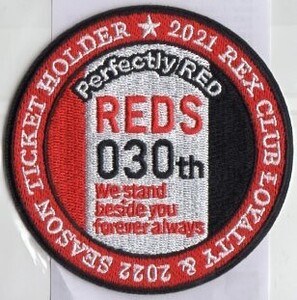 ★ 2021 REX CLUB LOYALTY & 2022 SEASON TICKET HOLDER
Perfectly RED
REDS
030th
We stand
beside you
forever always